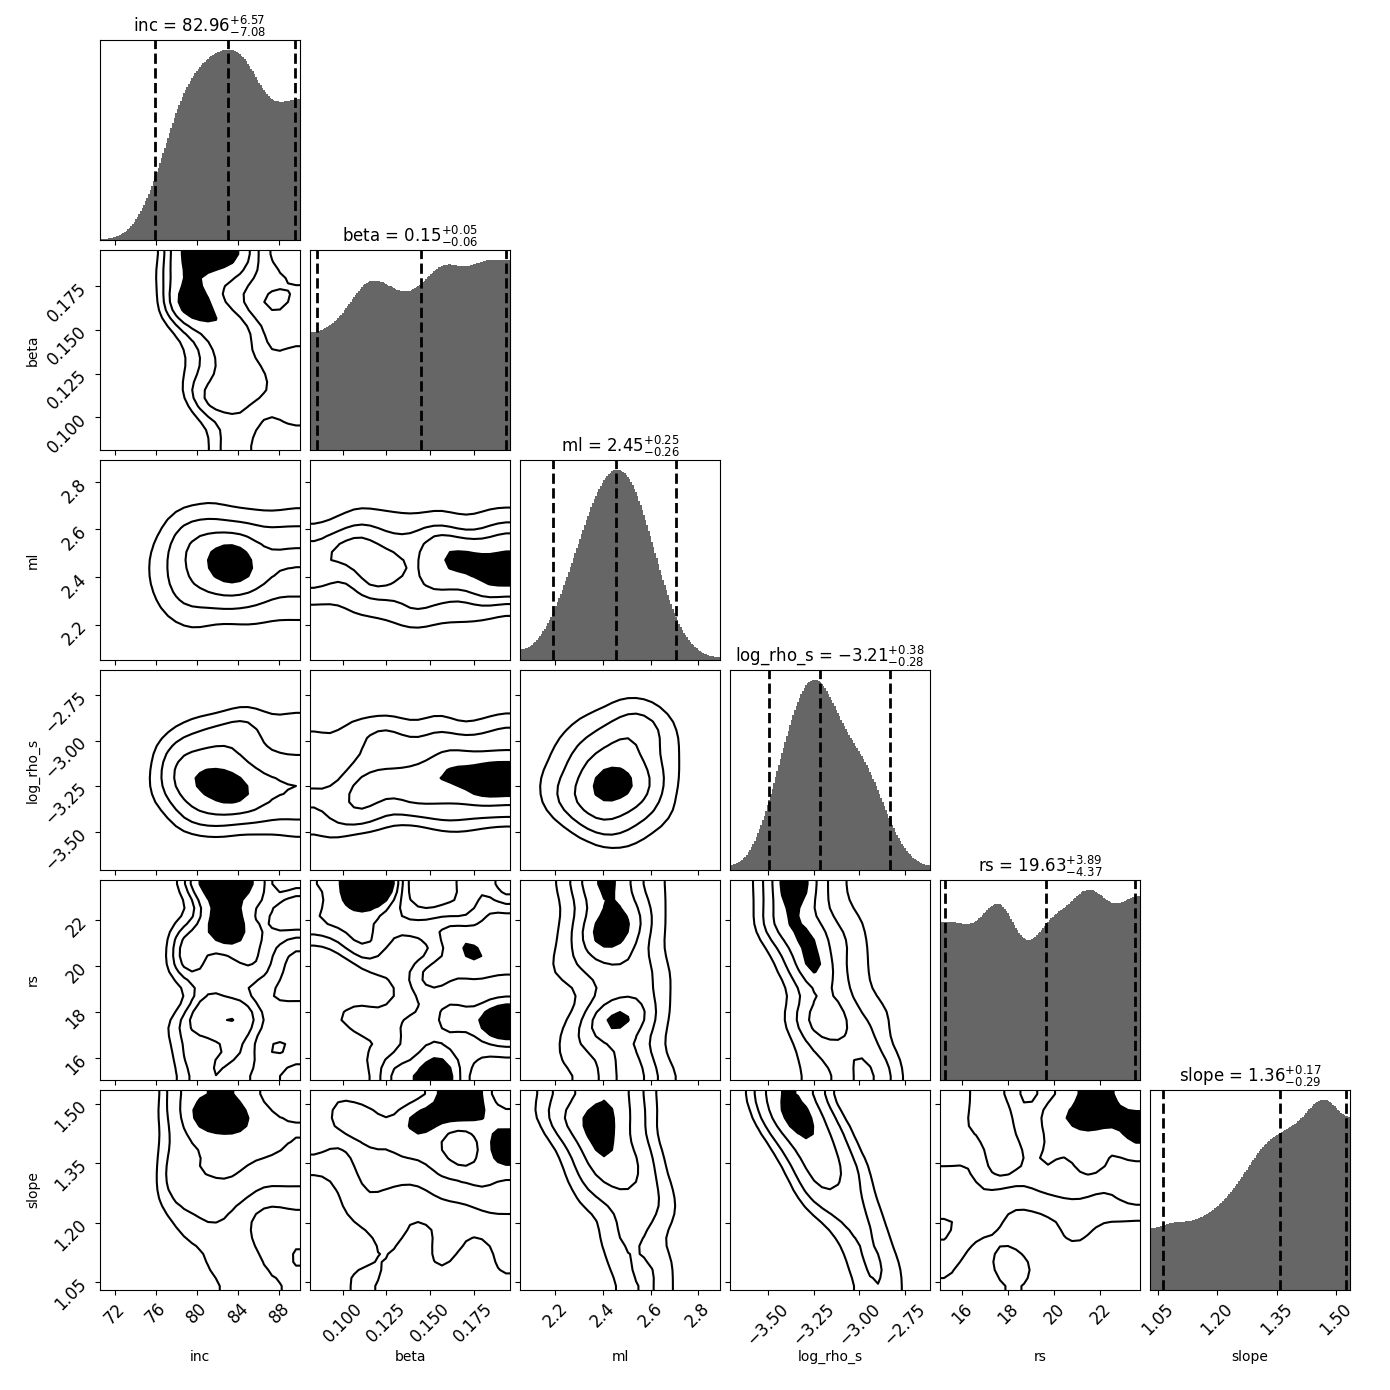 inc = 82.96+6.57−7.08
beta = 0.15+0.05−0.06
0.175
0.150
0.125
0.100
beta
ml = 2.45+0.25−0.26
2.8
2.6
2.4
2.2
ml
log_rho_s = −3.21+0.38−0.28
−2.75
−3.00
−3.25
−3.50
log_rho_s
rs = 19.63+3.89−4.37
22
20
18
16
rs
slope = 1.36+0.17−0.29
1.50
1.35
1.20
1.05
slope
72 76 80 84 88 0.100 0.125 0.150 0.175 2.2 2.4 2.6 2.8 −3.50 −3.25 −3.00 −2.75 16 18 20 22 1.05 1.20 1.35 1.50
inc beta ml log_rho_s rs slope